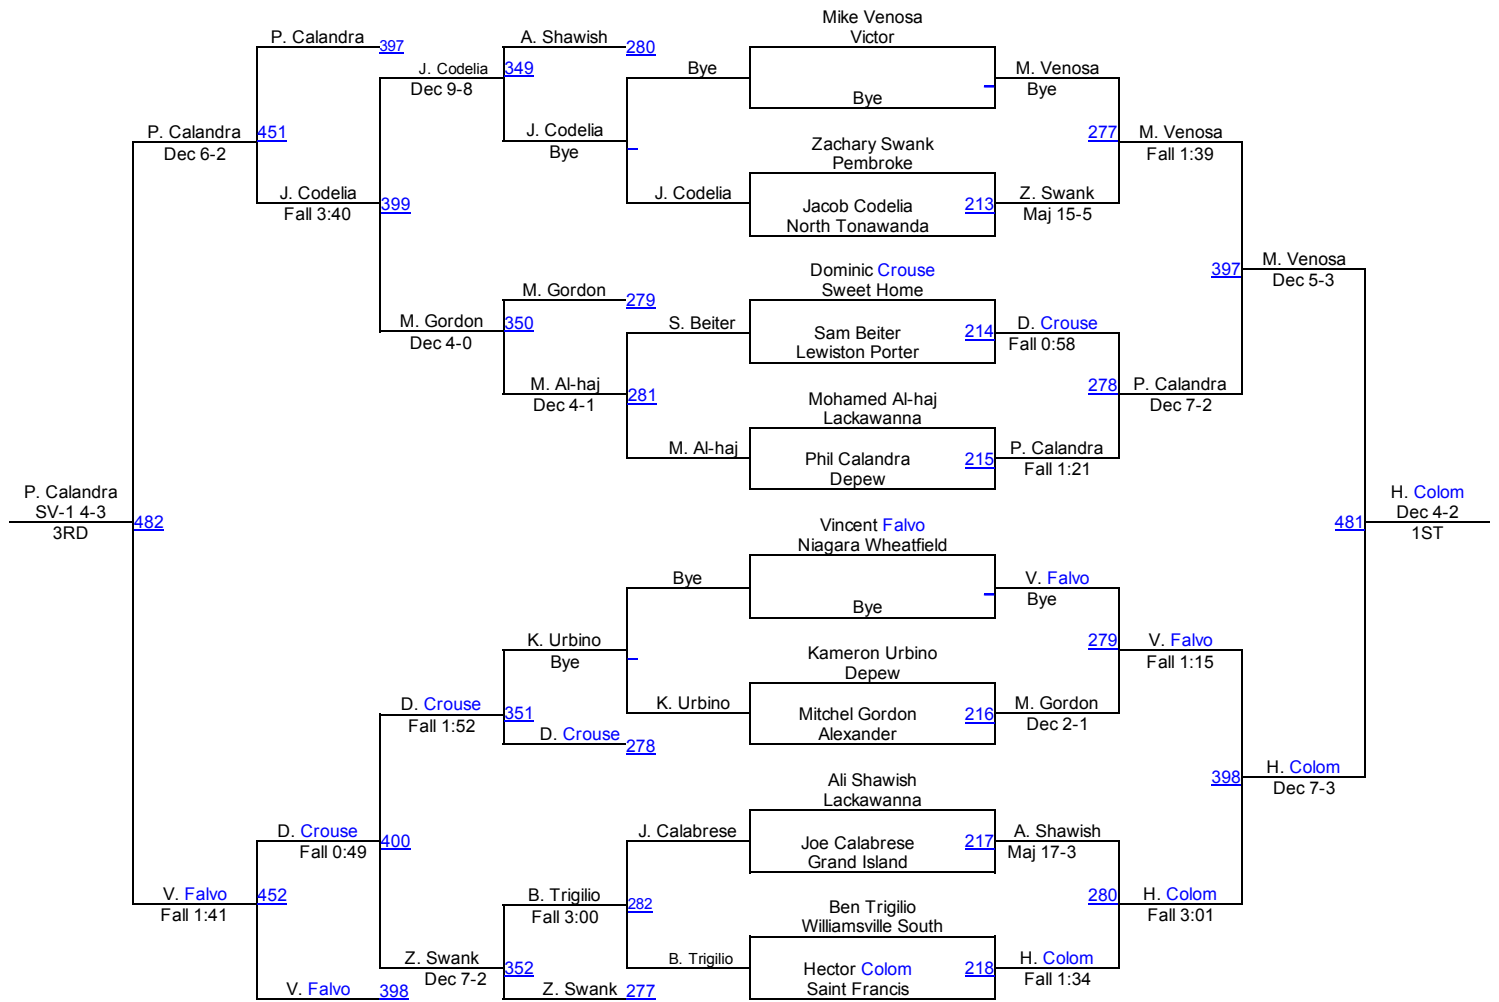 Mike Venosa
Victor
P. Calandra
397
A. Shawish
280
J. Codelia
349
Dec 9-8
Bye
Bye
M. Venosa
Bye
P. Calandra
451
Dec 6-2
J. Codelia
Bye
277
M. Venosa
Fall 1:39
Zachary Swank
Pembroke
J. Codelia
Fall 3:40
399
J. Codelia
Jacob Codelia
North Tonawanda
213
Z. Swank
Maj 15-5
397
M. Venosa
Dec 5-3
Dominic Crouse
Sweet Home
M. Gordon
279
M. Gordon
350
Dec 4-0
S. Beiter
Sam Beiter
Lewiston Porter
214
D. Crouse
Fall 0:58
M. Al-haj
Dec 4-1
281
278
P. Calandra
Dec 7-2
Mohamed Al-haj
Lackawanna
M. Al-haj
Phil Calandra
Depew
215
P. Calandra
Fall 1:21
P. Calandra
SV-1 4-3
3RD
482
481
H. Colom
Dec 4-2
1ST
Vincent Falvo
Niagara Wheatfield
Bye
Bye
V. Falvo
Bye
K. Urbino
Bye
279
V. Falvo
Fall 1:15
Kameron Urbino
Depew
D. Crouse
Fall 1:52
351
K. Urbino
Mitchel Gordon
Alexander
216
M. Gordon
Dec 2-1
D. Crouse
278
398
H. Colom
Dec 7-3
Ali Shawish
Lackawanna
D. Crouse
Fall 0:49
400
J. Calabrese
Joe Calabrese
Grand Island
217
A. Shawish
Maj 17-3
V. Falvo
Fall 1:41
452
B. Trigilio
Fall 3:00
282
280
H. Colom
Fall 3:01
Ben Trigilio
Williamsville South
Z. Swank
Dec 7-2
352
B. Trigilio
Hector Colom
Saint Francis
218
H. Colom
Fall 1:34
V. Falvo
398
Z. Swank
277